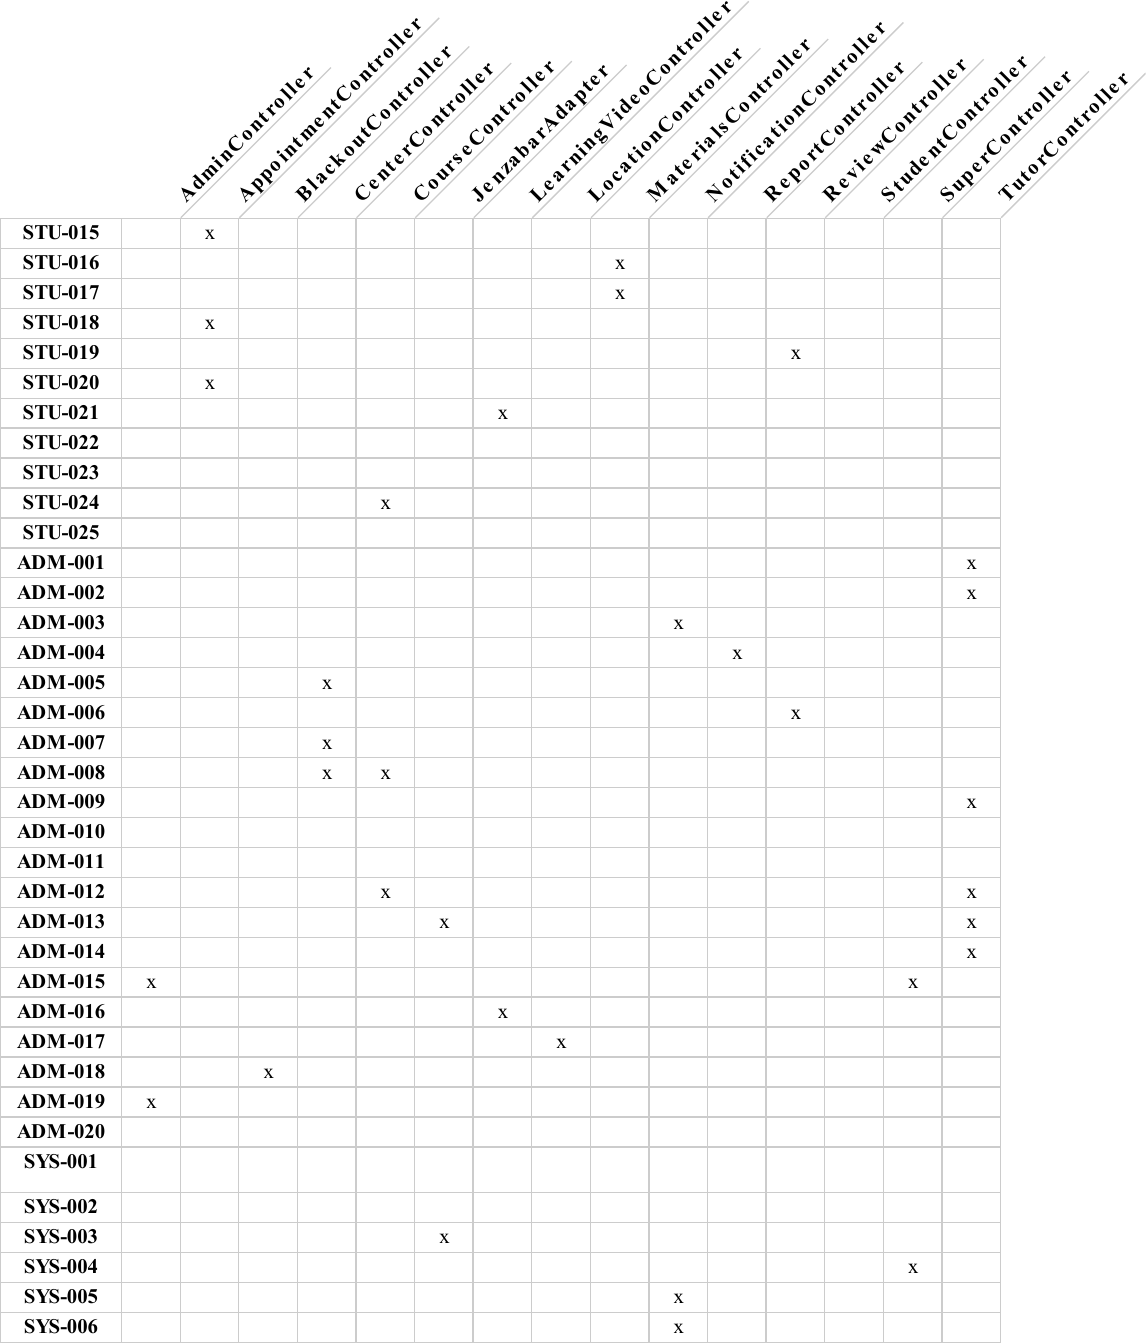 AdminController
AppointmentController
BlackoutController
CenterController
CourseController
JenzabarAdapter
LearningVideoController
LocationController
MaterialsController
NotificationController
ReportController
ReviewController
StudentController
SuperController
TutorController
STU-015 x
STU-016 x
STU-017 x
STU-018 x
STU-019 x
STU-020 x
STU-021 x
STU-022
STU-023
STU-024 x
STU-025
ADM-001 x
ADM-002 x
ADM-003 x
ADM-004 x
ADM-005 x
ADM-006 x
ADM-007 x
ADM-008 x x
ADM-009 x
ADM-010
ADM-011
ADM-012 x x
ADM-013 x x
ADM-014 x
ADM-015 x x
ADM-016 x
ADM-017 x
ADM-018 x
ADM-019 x
ADM-020
SYS-001
SYS-002
SYS-003 x
SYS-004 x
SYS-005 x
SYS-006 x